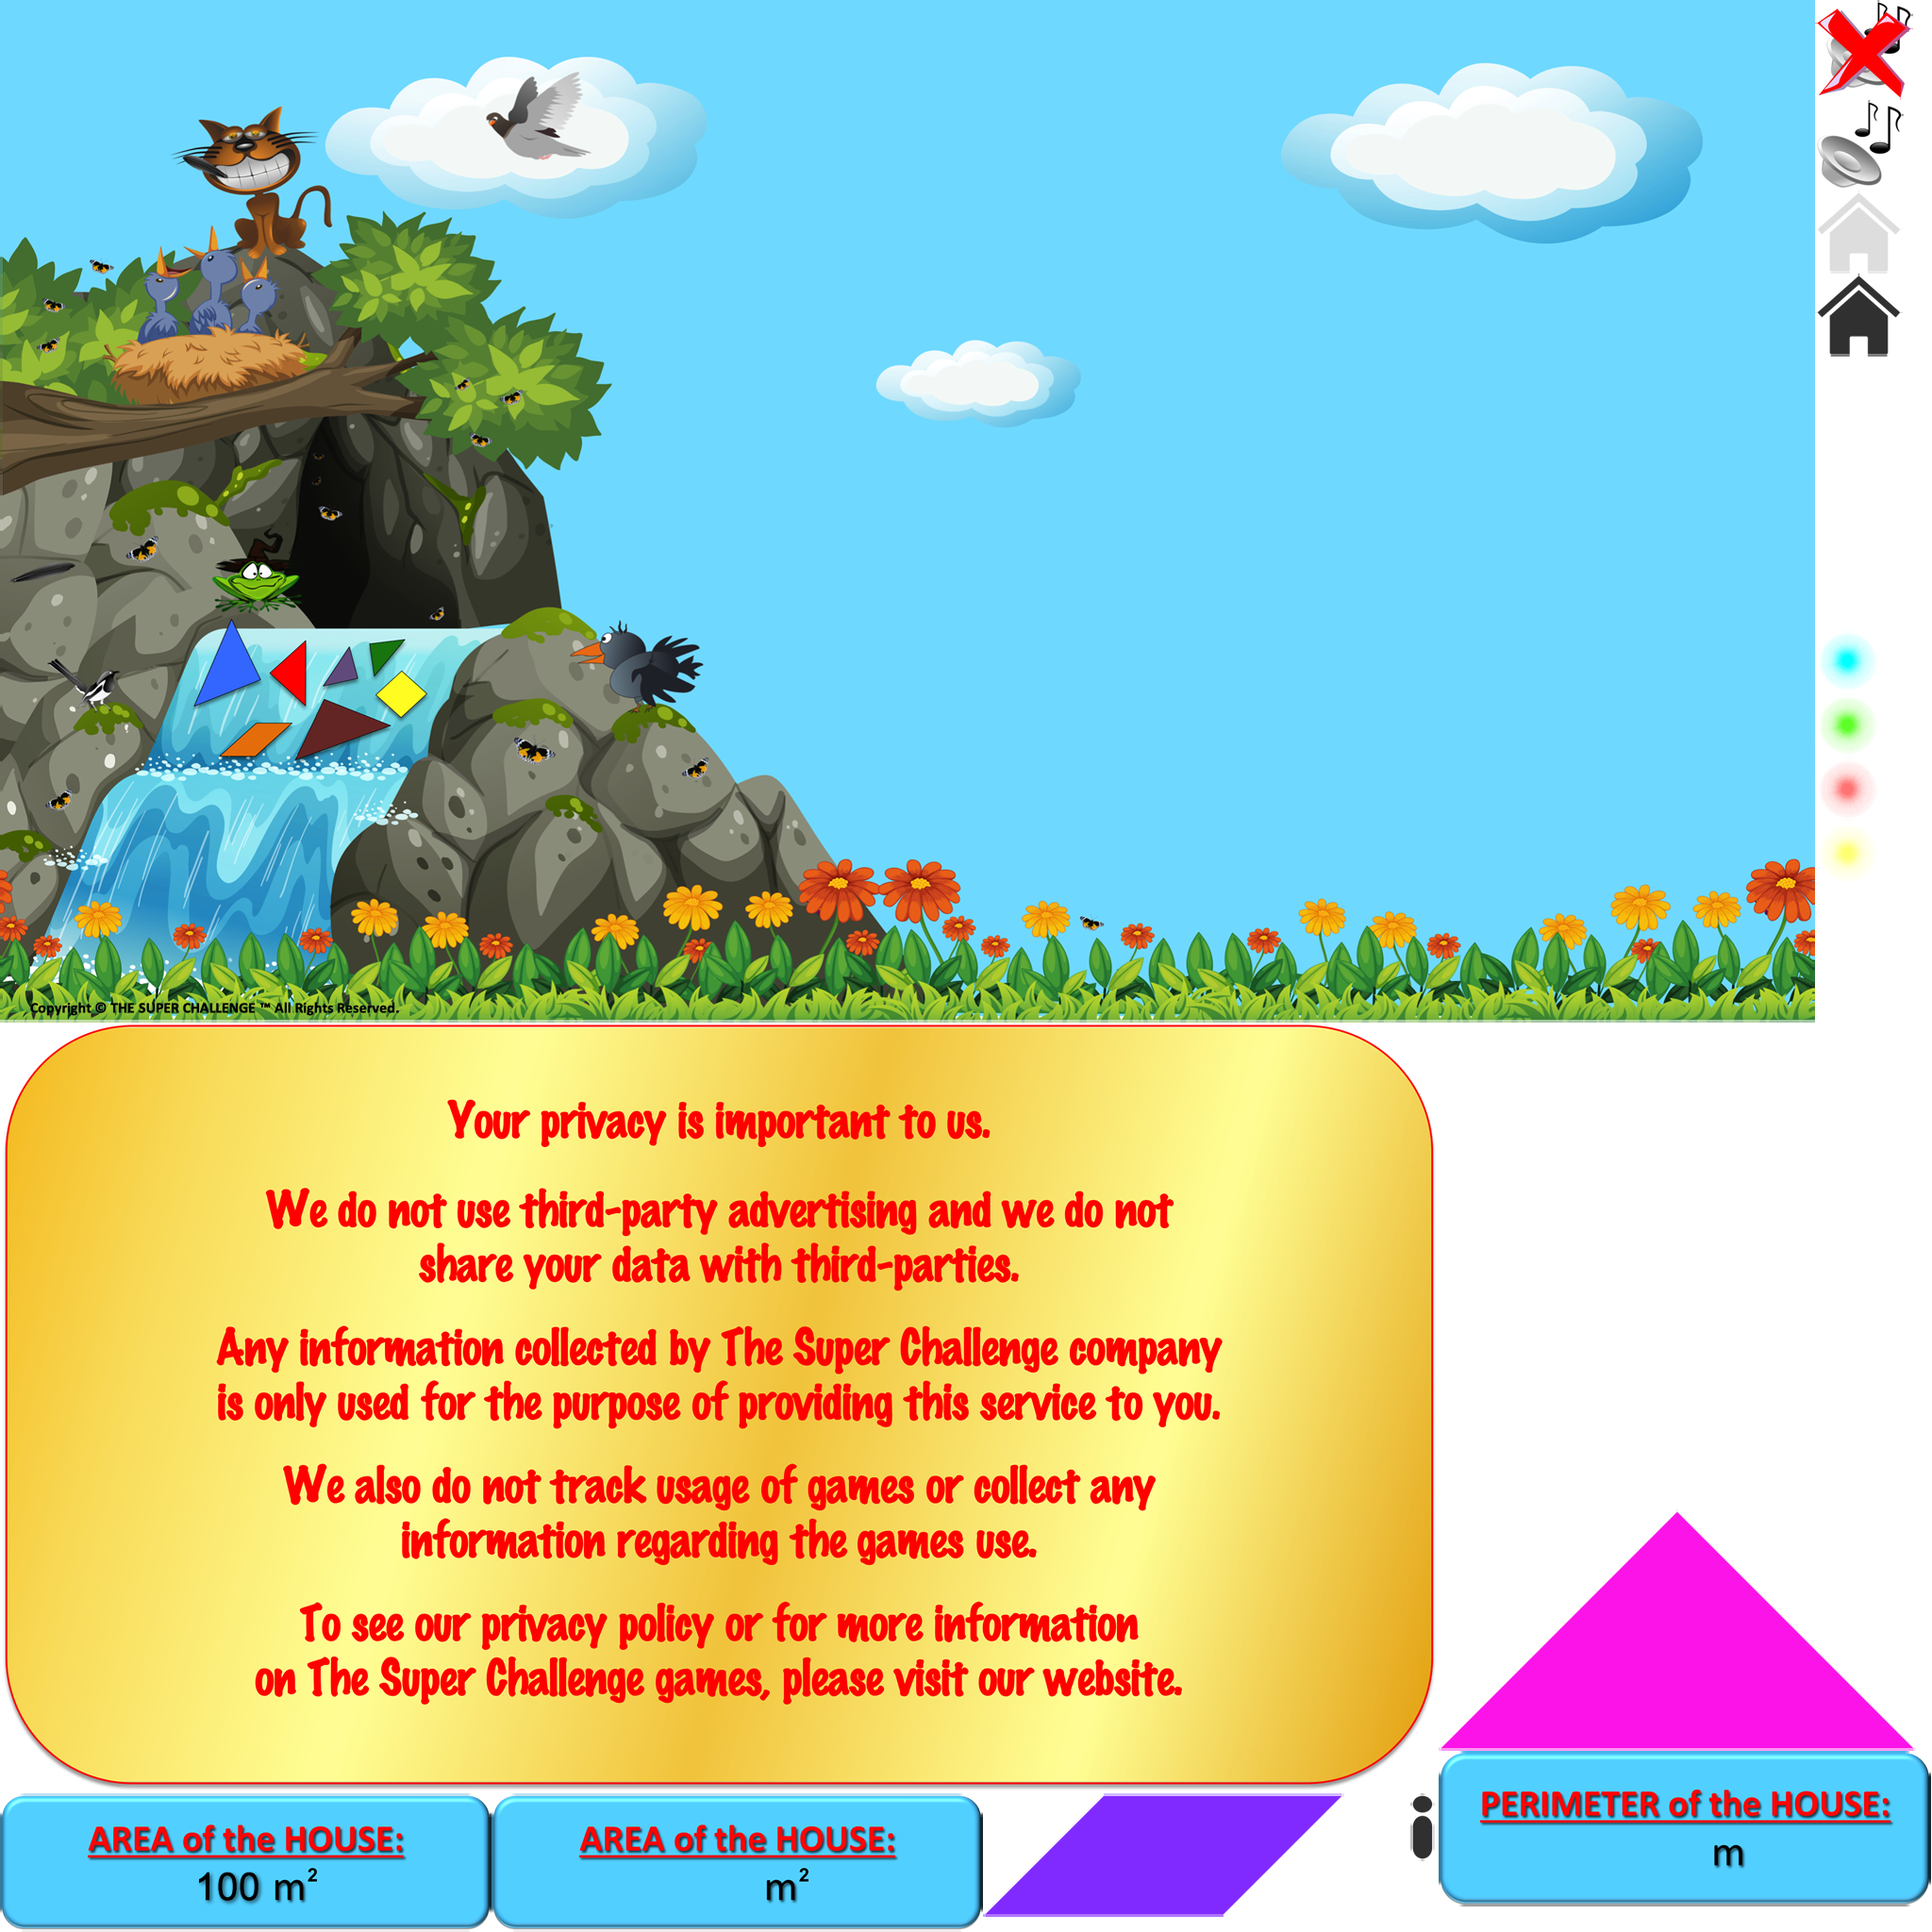 Copyright © THE SUPER CHALLENGE ™ All Rights Reserved.
Your privacy is important to us.
We do not use third-party advertising and we do not
share your data with third-parties.
Any information collected by The Super Challenge company
is only used for the purpose of providing this service to you.
We also do not track usage of games or collect any
information regarding the games use.
To see our privacy policy or for more information
on The Super Challenge games, please visit our website.
AREA of the HOUSE:
100 m²
AREA of the HOUSE:
m²
i
PERIMETER of the HOUSE:
m